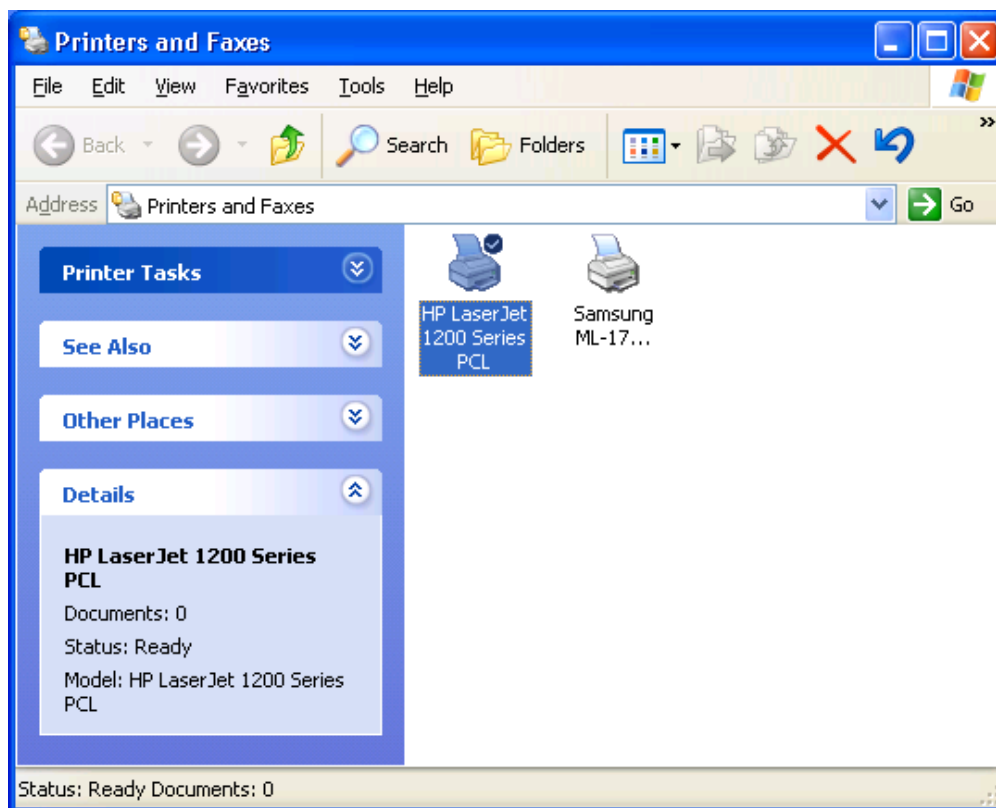 Printers and Faxes
File Edit View Favorites Tools Help
Back Search Folders »
Address Printers and Faxes Go
Printer Tasks
See Also
Other Places
Details
HP LaserJet 1200 Series
PCL
Documents: 0
Status: Ready
Model: HP LaserJet 1200 Series
PCL
HP LaserJet
1200 Series
PCL
Samsung
ML-17...
Status: Ready Documents: 0